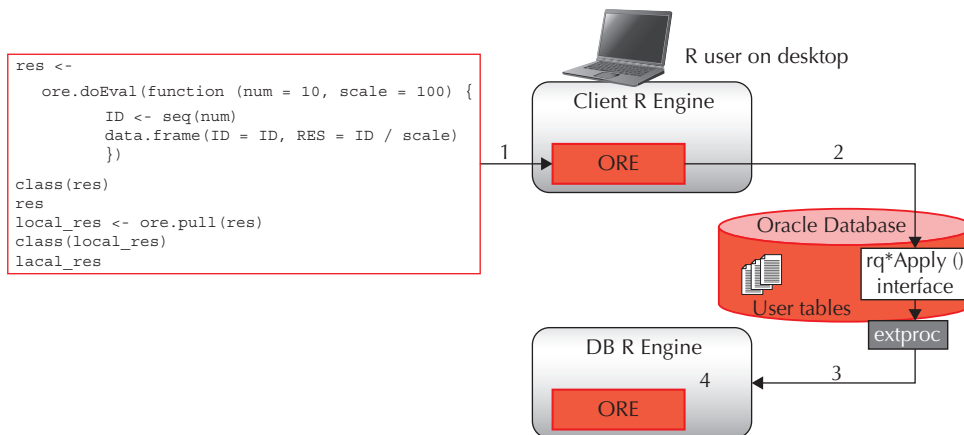 res <-
ore.doEval(function (num = 10, scale = 100) {
ID <- seq(num)
data.frame(ID = ID, RES = ID / scale)
})
class(res)
res
local_res <- ore.pull(res)
class(local_res)
lacal_res
R user on desktop
Client R Engine
1
ORE
2
Oracle Database
rq*Apply ()
interface
User tables
extproc
DB R Engine
4
3
ORE